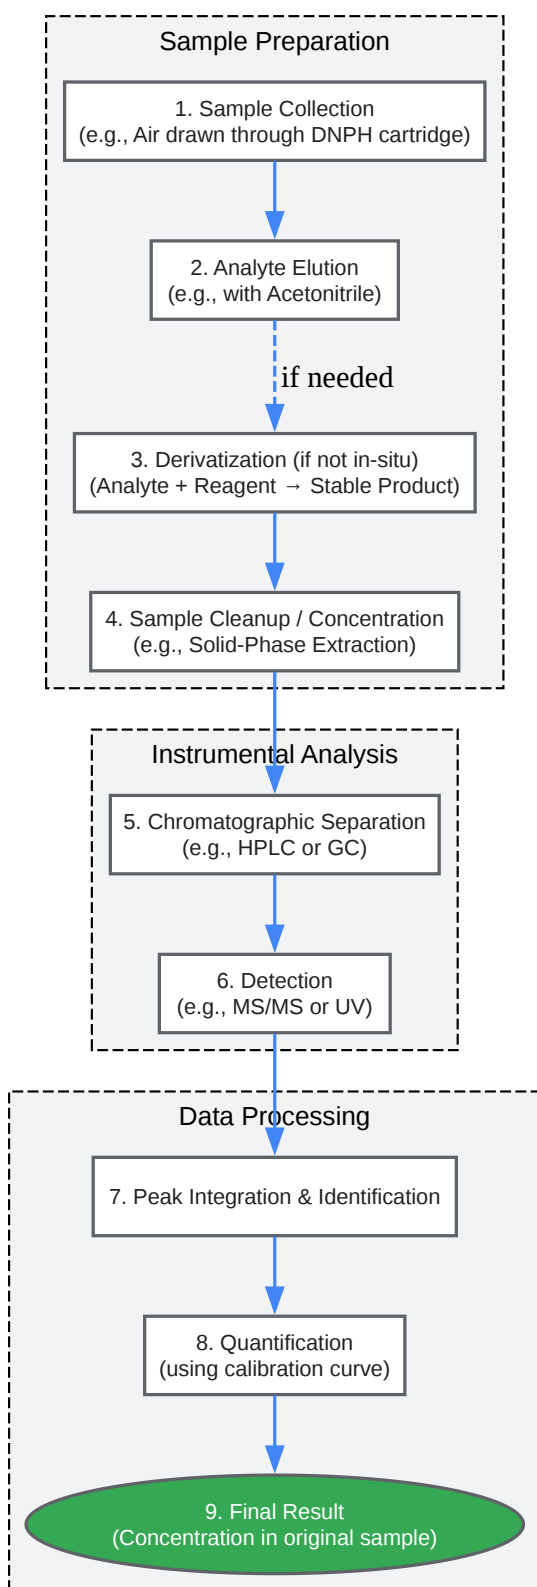 Sample Preparation
1. Sample Collection
(e.g., Air drawn through DNPH cartridge)
2. Analyte Elution
(e.g., with Acetonitrile)
if needed
3. Derivatization (if not in-situ)
(Analyte + Reagent → Stable Product)
4. Sample Cleanup / Concentration
(e.g., Solid-Phase Extraction)
Instrumental Analysis
5. Chromatographic Separation
(e.g., HPLC or GC)
6. Detection
(e.g., MS/MS or UV)
Data Processing
7. Peak Integration & Identification
8. Quantification
(using calibration curve)
9. Final Result
(Concentration in original sample)